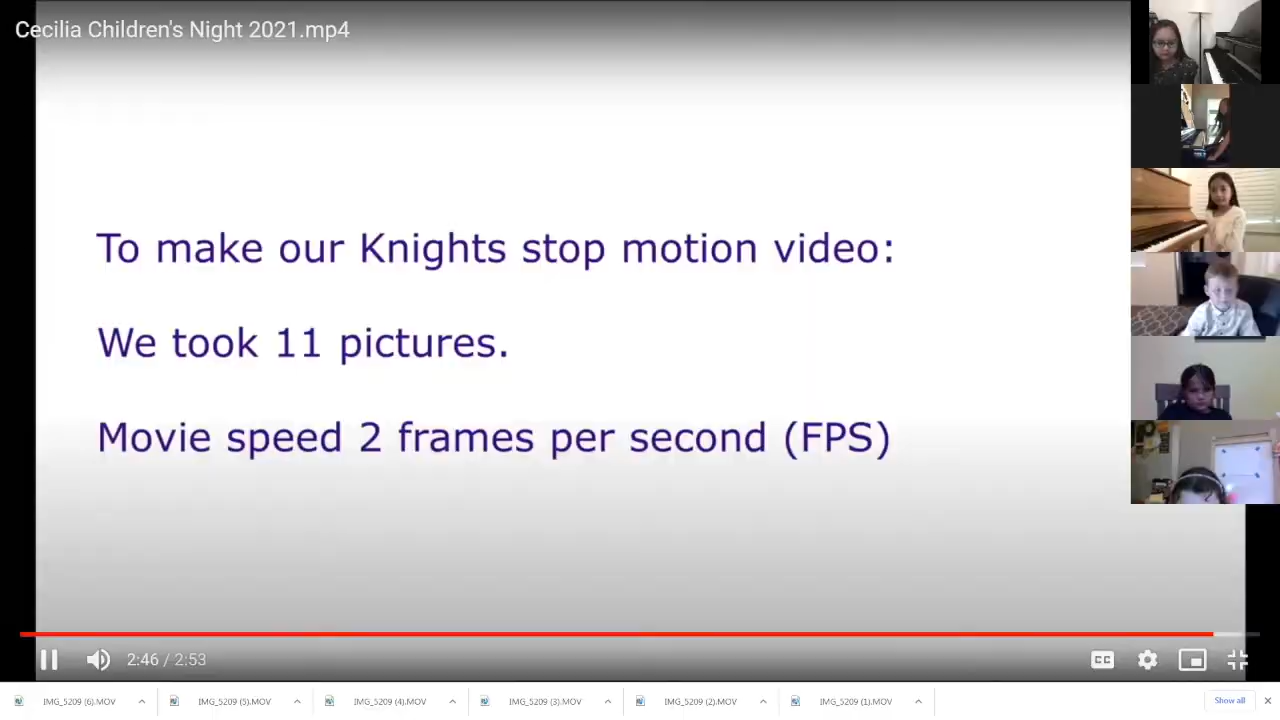 Cecilia Children's Night 2021.mp4
To make our Knights stop motion video:
We took 11 pictures.
Movie speed 2 frames per second (FPS)
2:46 / 2:53
CC
IMG_5209 (6).MOV
IMG_5209 (5).MOV
IMG_5209 (4).MOV
IMG_5209 (3).MOV
IMG_5209 (2).MOV
IMG_5209 (1).MOV
Show all